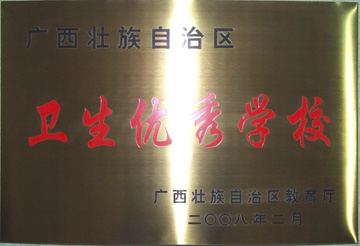 广西壮族自治区
卫生优秀学校
广西壮族自治区教育厅
二〇〇八年二月